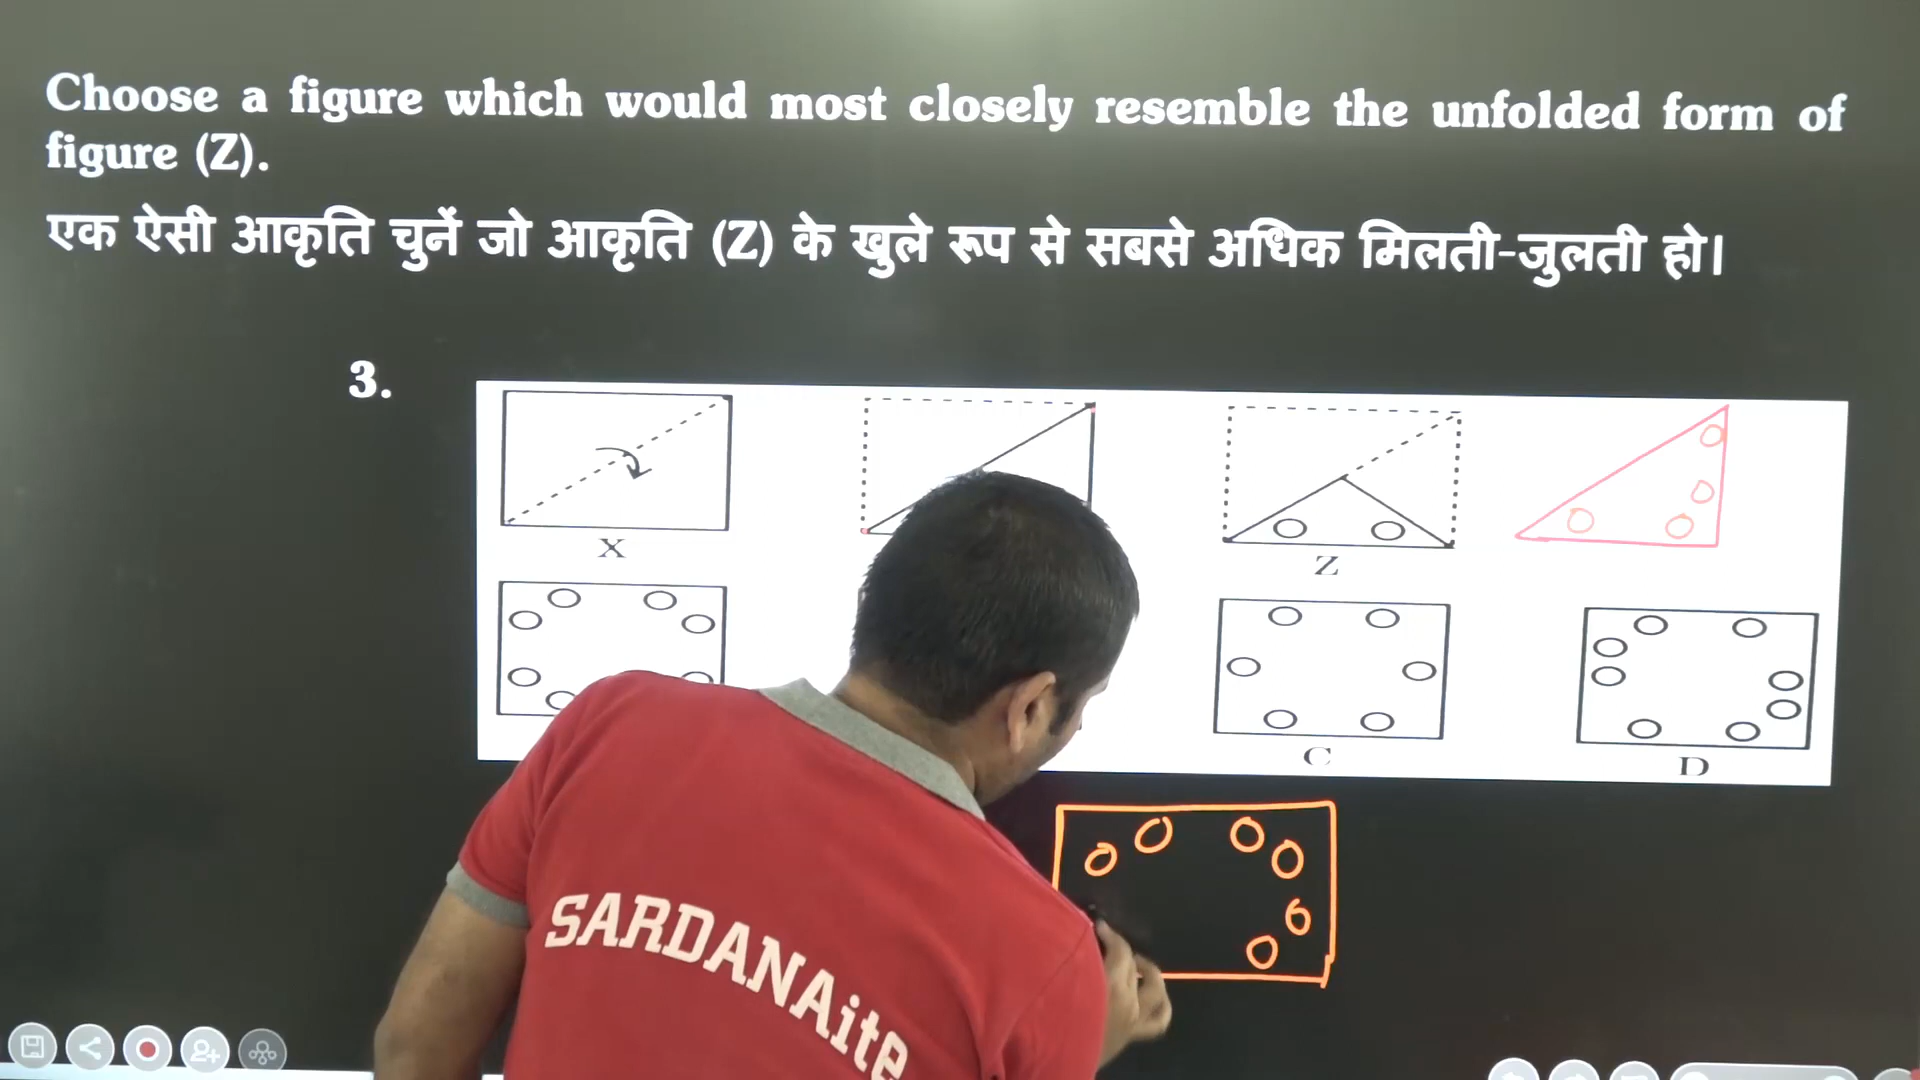 Choose a figure which would most closely resemble the unfolded form of
figure (Z).
एक ऐसी आकृति चुनें जो आकृति (Z) के खुले रूप से सबसे अधिक मिलती-जुलती हो।
3.
X
Z
C
D
SARDANAite